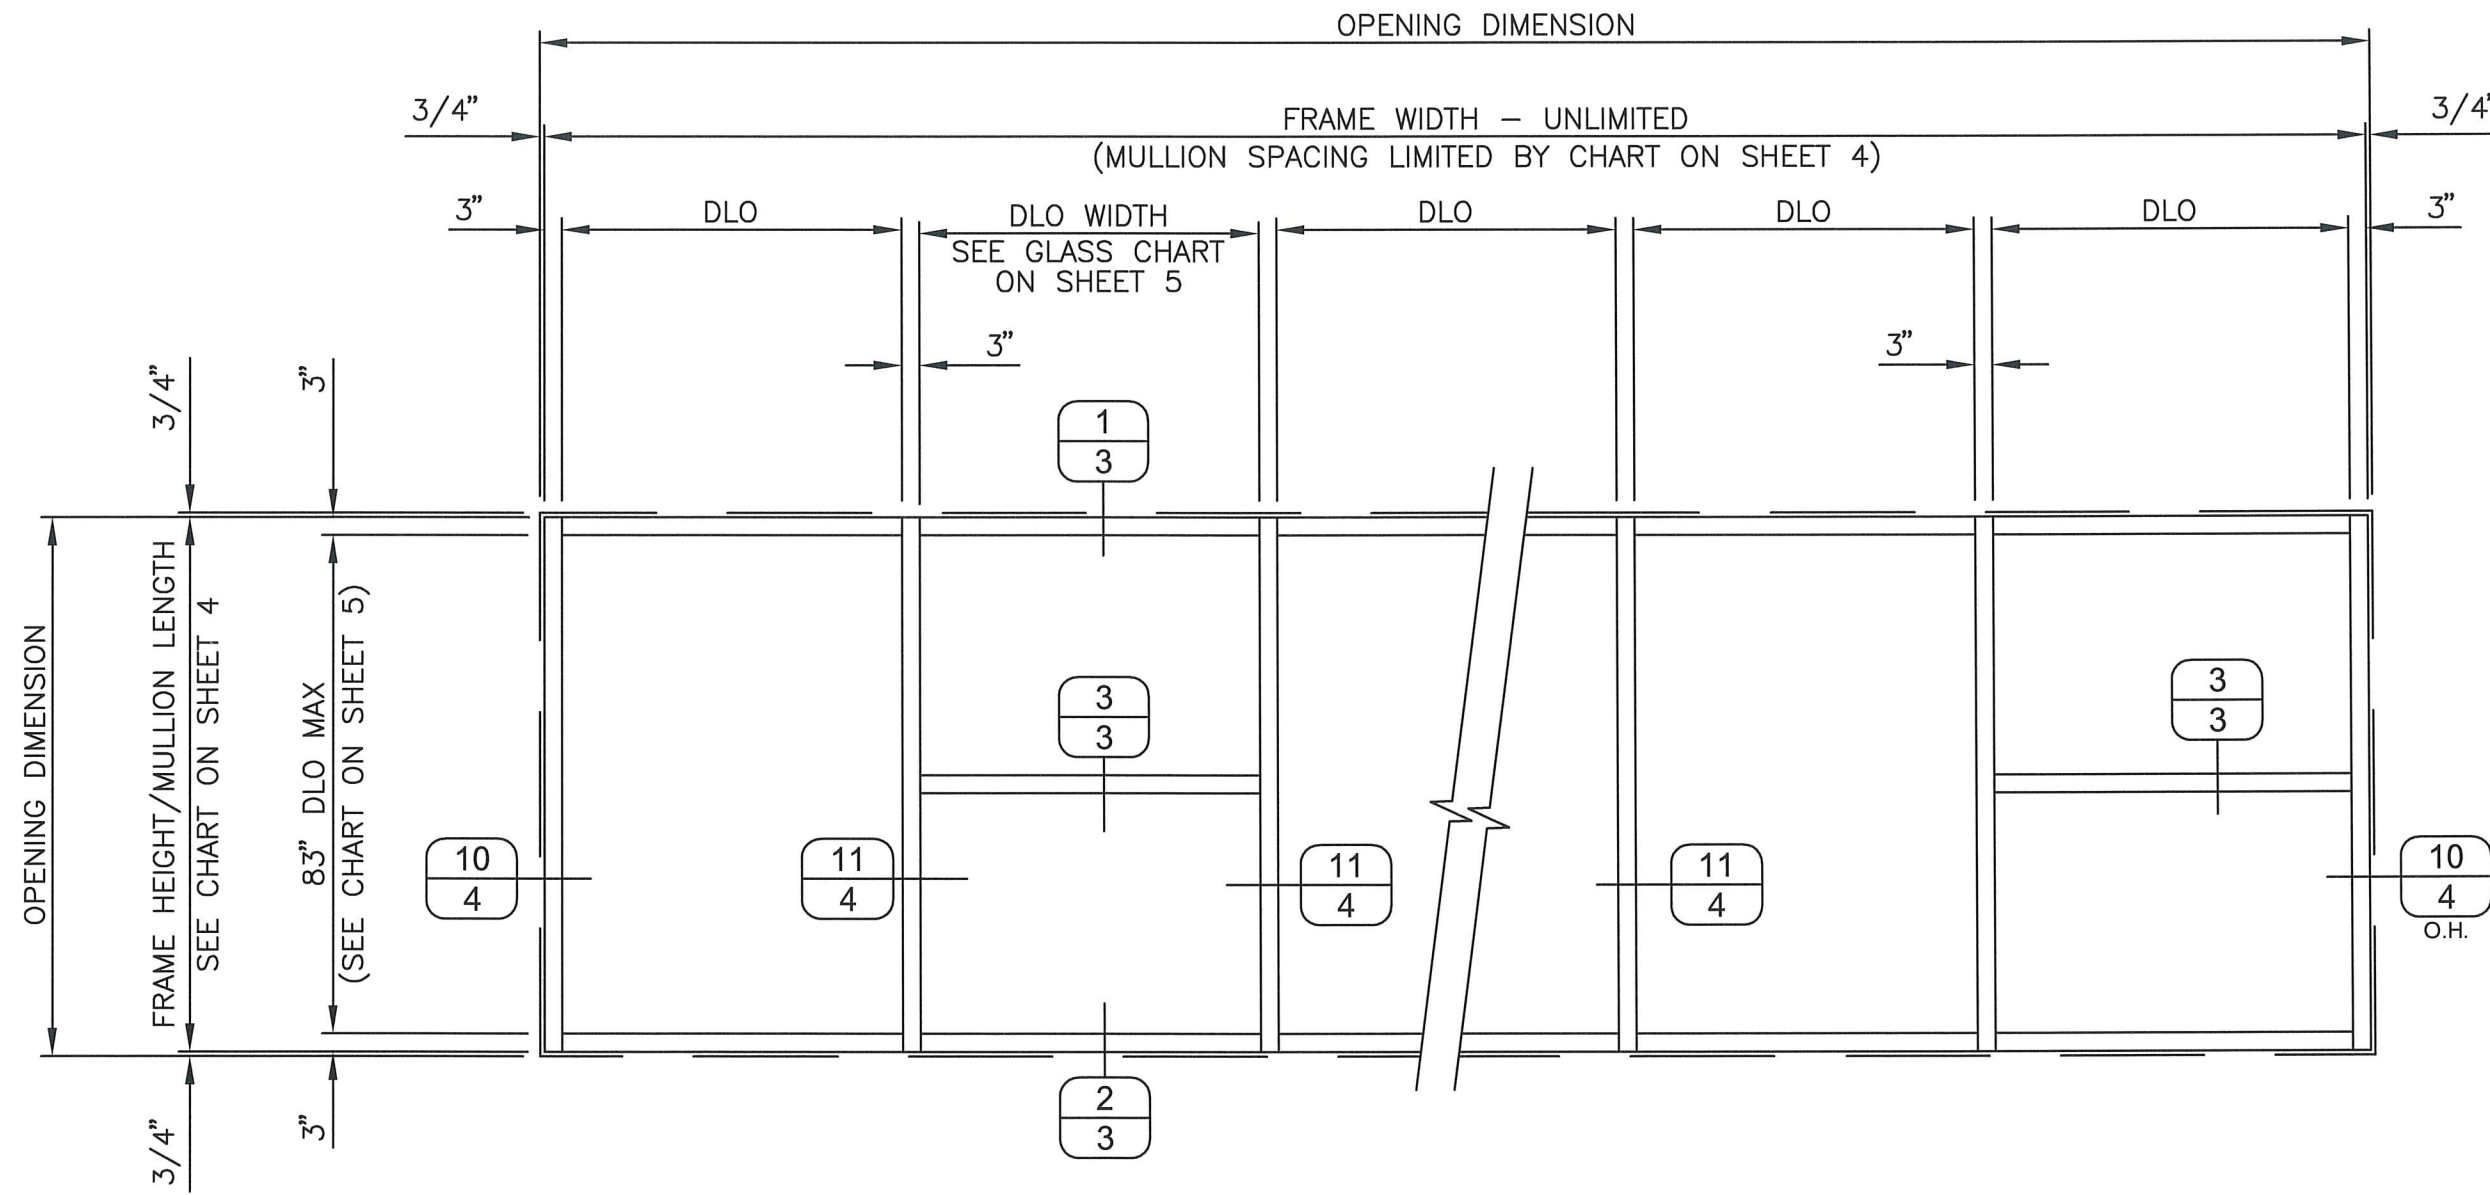 OPENING DIMENSION
3/4"
FRAME WIDTH – UNLIMITED
3/4"
(MULLION SPACING LIMITED BY CHART ON SHEET 4)
3"
DLO
DLO WIDTH
SEE GLASS CHART
ON SHEET 5
DLO
DLO
DLO
3"
3"
3"
3/4"
3"
1
3
OPENING DIMENSION
FRAME HEIGHT/MULLION LENGTH
SEE CHART ON SHEET 4
83" DLO MAX
(SEE CHART ON SHEET 5)
3
3
3
3
10
4
11
4
11
4
11
4
10
4
O.H.
3/4"
3"
2
3